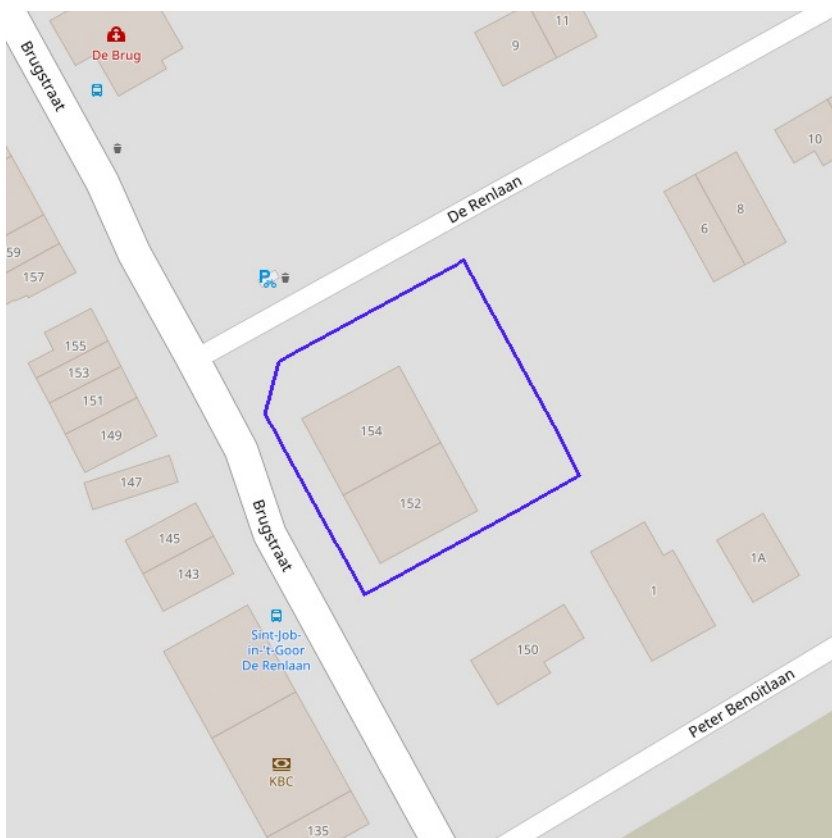 Brugstraat
De Brug
11
9
10
8
6
De Renlaan
59
157
P
155
153
151
149
147
154
152
145
143
Brugstraat
Sint-Job-
in-'t-Goor
De Renlaan
150
1
1A
Peter Benoitlaan
KBC
135